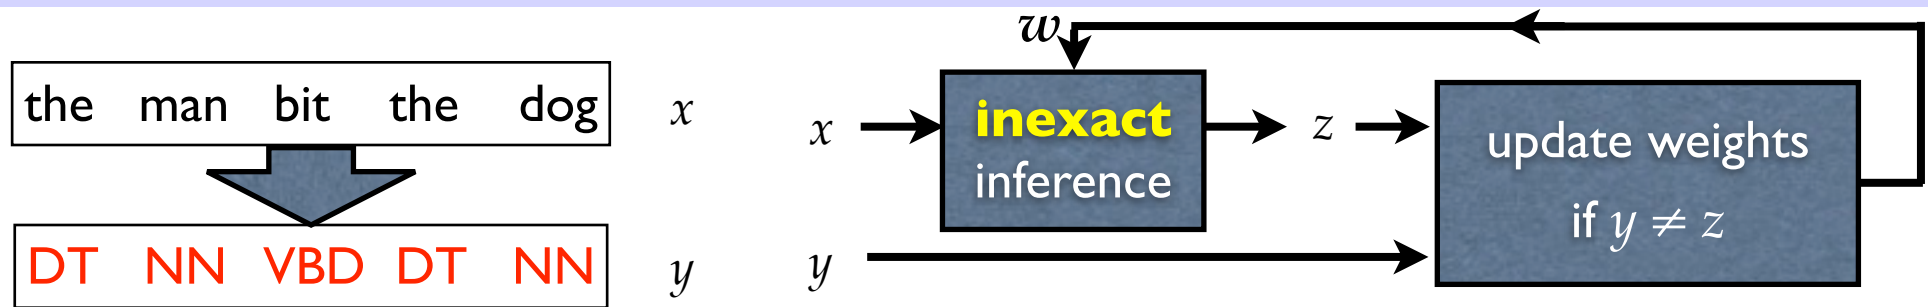 w
the man bit the dog
x
x
inexact
inference
z
update weights
if y ≠ z
DT NN VBD DT NN
y
y